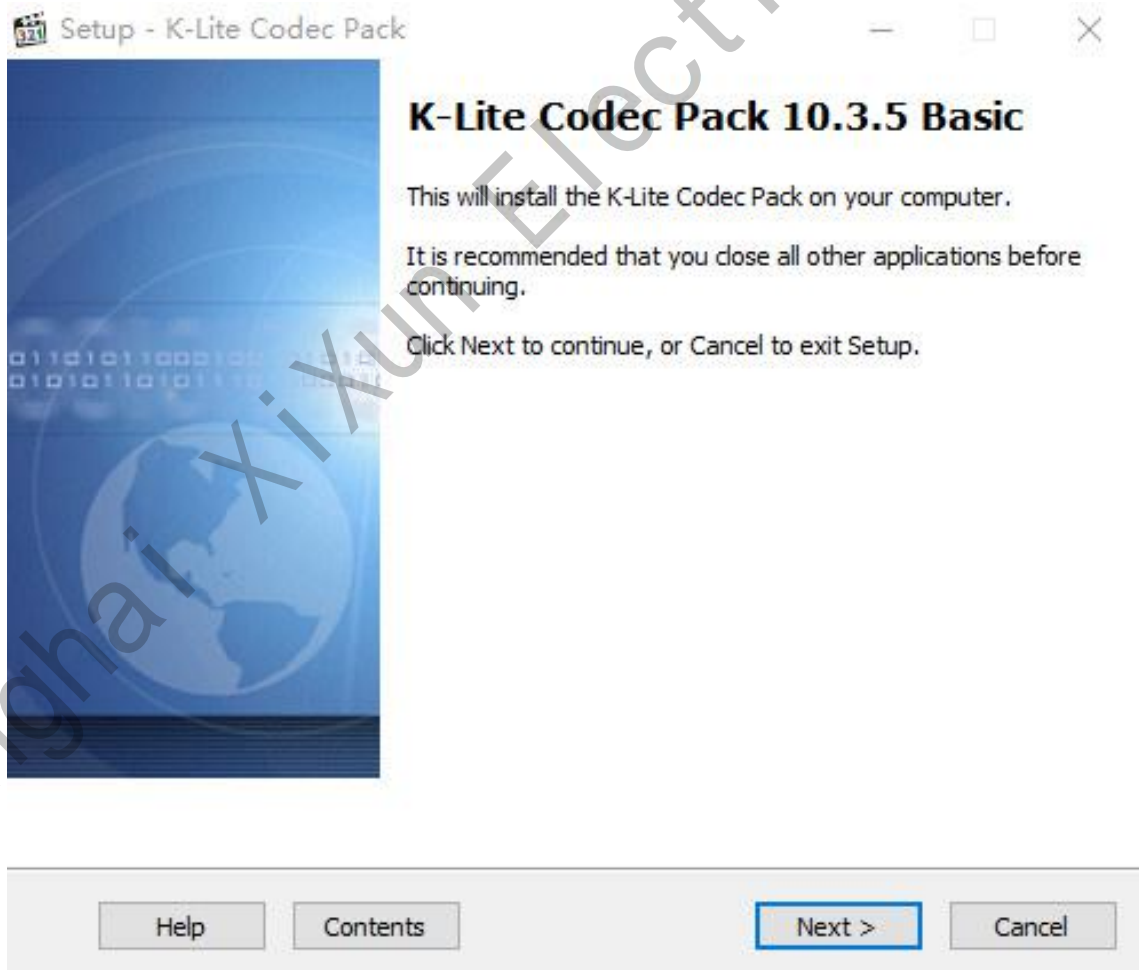 Setup - K-Lite Codec Pack
K-Lite Codec Pack 10.3.5 Basic
This will install the K-Lite Codec Pack on your computer.
It is recommended that you close all other applications before
continuing.
Click Next to continue, or Cancel to exit Setup.
Help
Contents
Next >
Cancel
XiXun